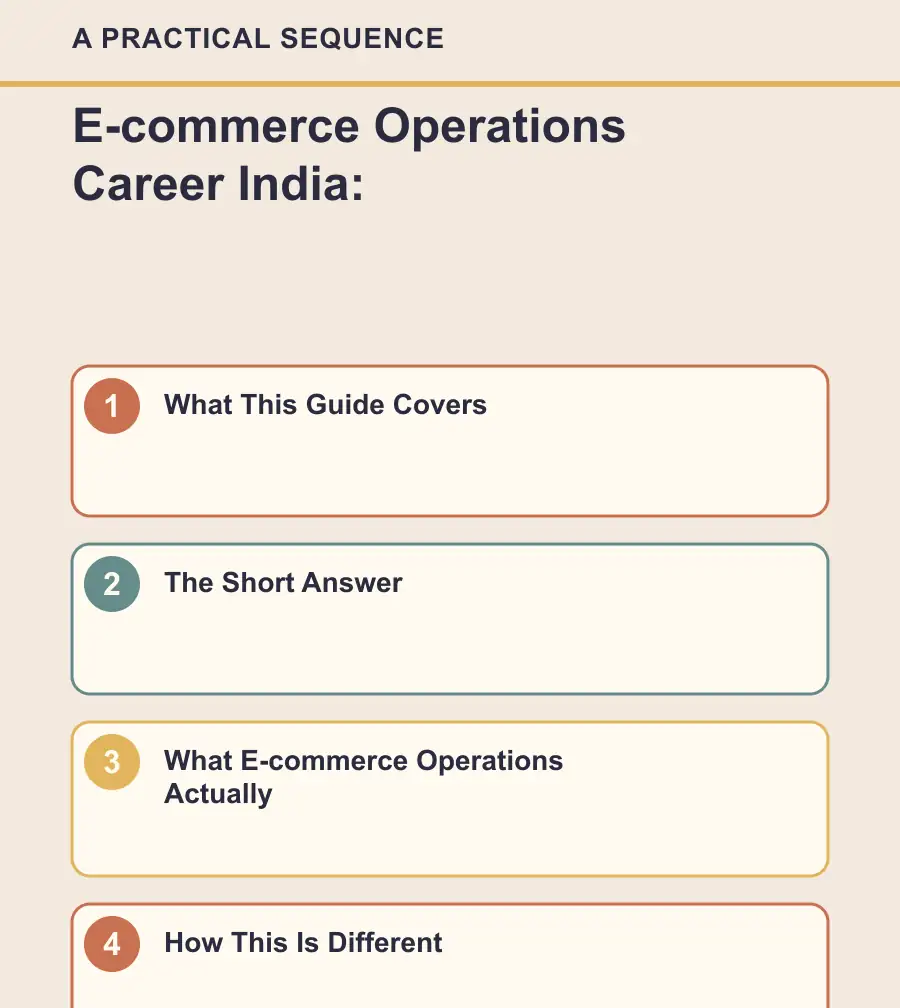 A PRACTICAL SEQUENCE
E-commerce Operations
Career India:
1
What This Guide Covers
2
The Short Answer
3
What E-commerce Operations
Actually
4
How This Is Different